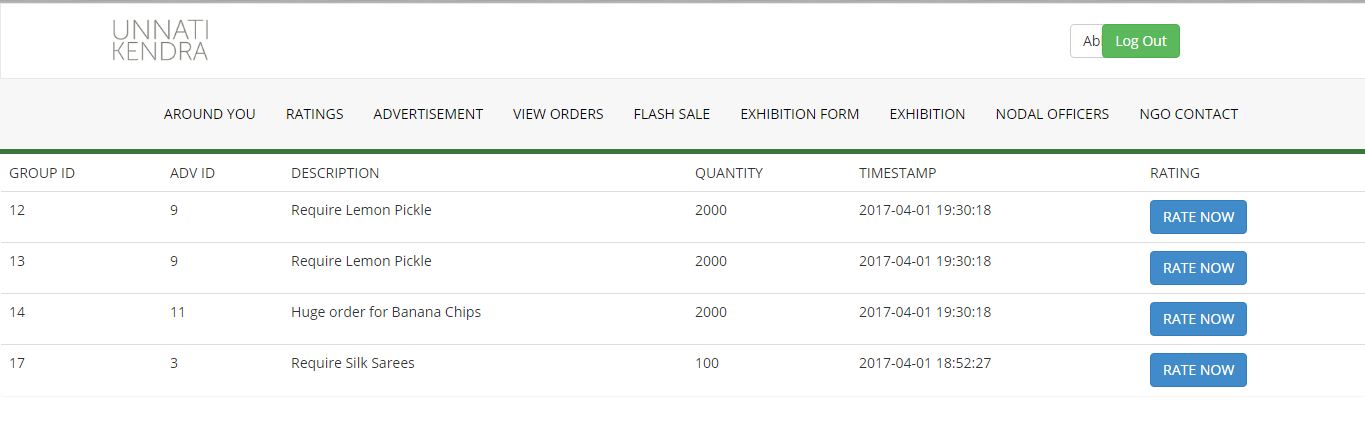 UNNATI
KENDRA
Log Out
AROUND YOU RATINGS ADVERTISEMENT VIEW ORDERS FLASH SALE EXHIBITION FORM EXHIBITION NODAL OFFICERS NGO CONTACT
GROUP ID ADV ID DESCRIPTION QUANTITY TIMESTAMP RATING
12 9 Require Lemon Pickle 2000 2017-04-01 19:30:18 RATE NOW
13 9 Require Lemon Pickle 2000 2017-04-01 19:30:18 RATE NOW
14 11 Huge order for Banana Chips 2000 2017-04-01 19:30:18 RATE NOW
17 3 Require Silk Sarees 100 2017-04-01 18:52:27 RATE NOW